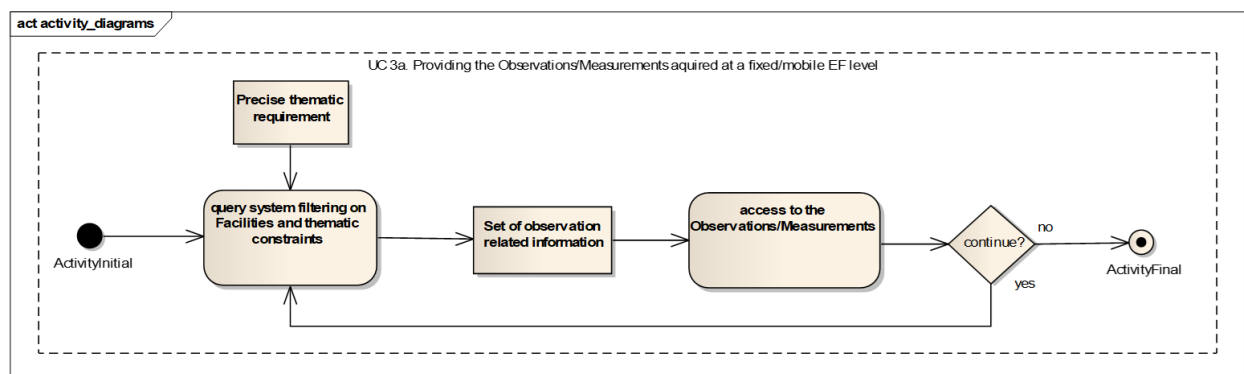 act activity_diagrams
UC 3a. Providing the Observations/Measurements aquired at a fixed/mobile EF level
Precise thematic
requirement
query system filtering on
Facilities and thematic
constraints
ActivityInitial
Set of observation
related information
access to the
Observations/Measurements
continue?
no
yes
ActivityFinal